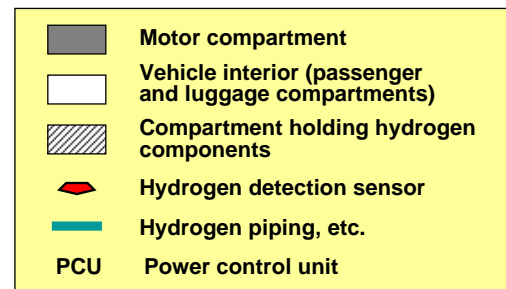 Motor compartment
Vehicle interior (passenger
and luggage compartments)
Compartment holding hydrogen
components
Hydrogen detection sensor
Hydrogen piping, etc.
PCU Power control unit